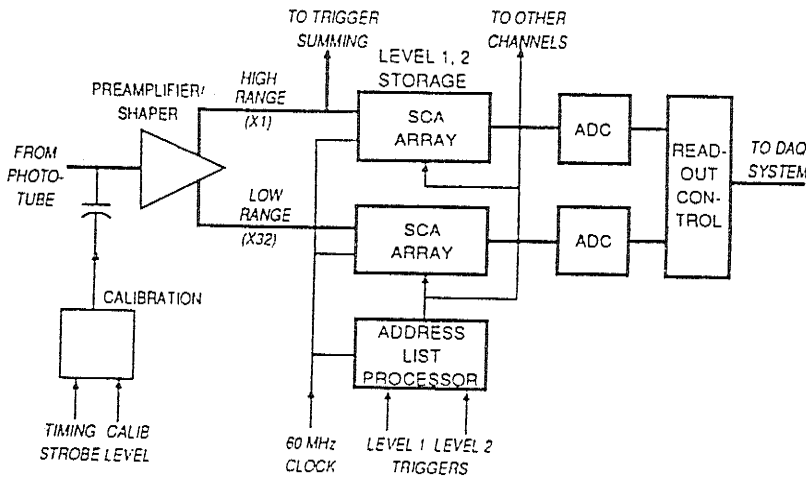 TO TRIGGER
SUMMING
TO OTHER
CHANNELS
LEVEL 1, 2
STORAGE
PREAMPLIFIER/
SHAPER
HIGH
RANGE
(X1)
SCA
ARRAY
ADC
FROM
PHOTO-
TUBE
READ-
OUT
CON-
TROL
TO DAQ
SYSTEM
LOW
RANGE
(X32)
SCA
ARRAY
ADC
CALIBRATION
ADDRESS
LIST
PROCESSOR
TIMING CALIB
STROBE LEVEL
60 MHz
CLOCK
LEVEL 1 LEVEL 2
TRIGGERS